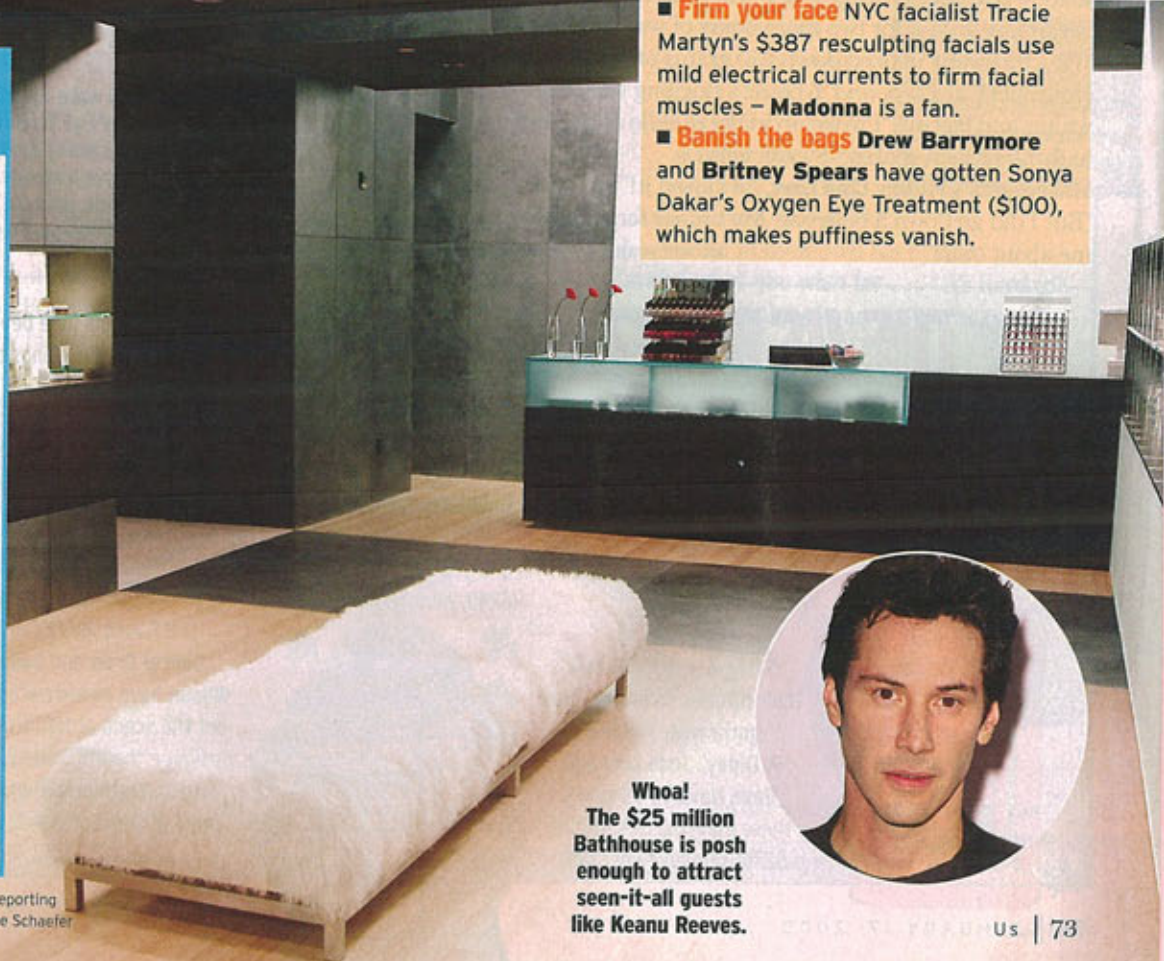 ■ Firm your face NYC facialist Tracie
Martyn's $387 resculpting facials use
mild electrical currents to firm facial
muscles — Madonna is a fan.
■ Banish the bags Drew Barrymore
and Britney Spears have gotten Sonya
Dakar's Oxygen Eye Treatment ($100),
which makes puffiness vanish.
O·P·I
Whoa!
The $25 million
Bathhouse is posh
enough to attract
seen-it-all guests
like Keanu Reeves.
eporting
e Schaefer
Us | 73